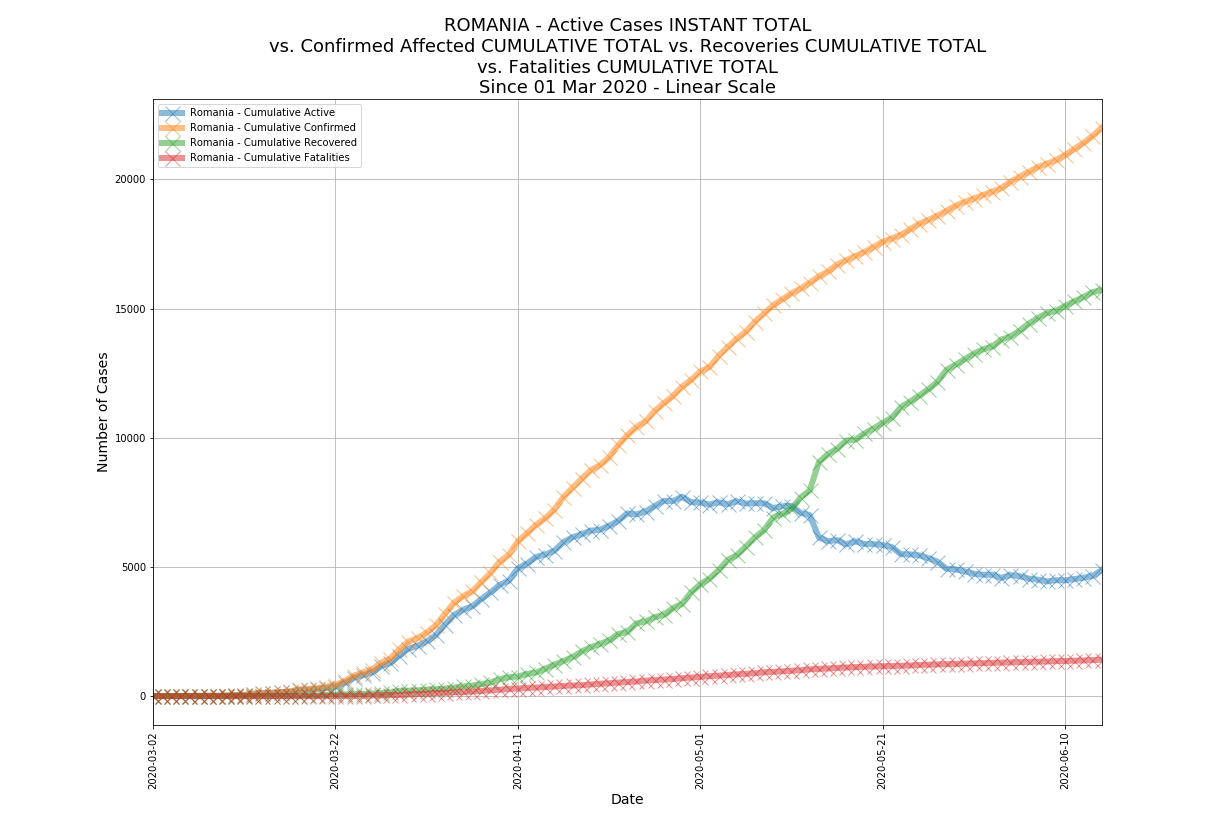 ROMANIA - Active Cases INSTANT TOTAL
vs. Confirmed Affected CUMULATIVE TOTAL vs. Recoveries CUMULATIVE TOTAL
vs. Fatalities CUMULATIVE TOTAL
Since 01 Mar 2020 - Linear Scale
Romania - Cumulative Active
Romania - Cumulative Confirmed
Romania - Cumulative Recovered
Romania - Cumulative Fatalities
20000
15000
10000
5000
0
Number of Cases
2020-03-02
2020-03-22
2020-04-11
2020-05-01
2020-05-21
2020-06-10
Date